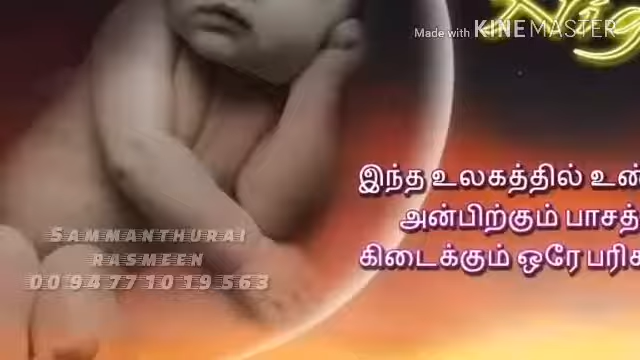 Made with KINEMASTER
இந்த உலகத்தில்
அன்பிற்கும்
கிடைக்கும் ஒரே
SAMMANTHURAI
RASMEEN
0094771019563